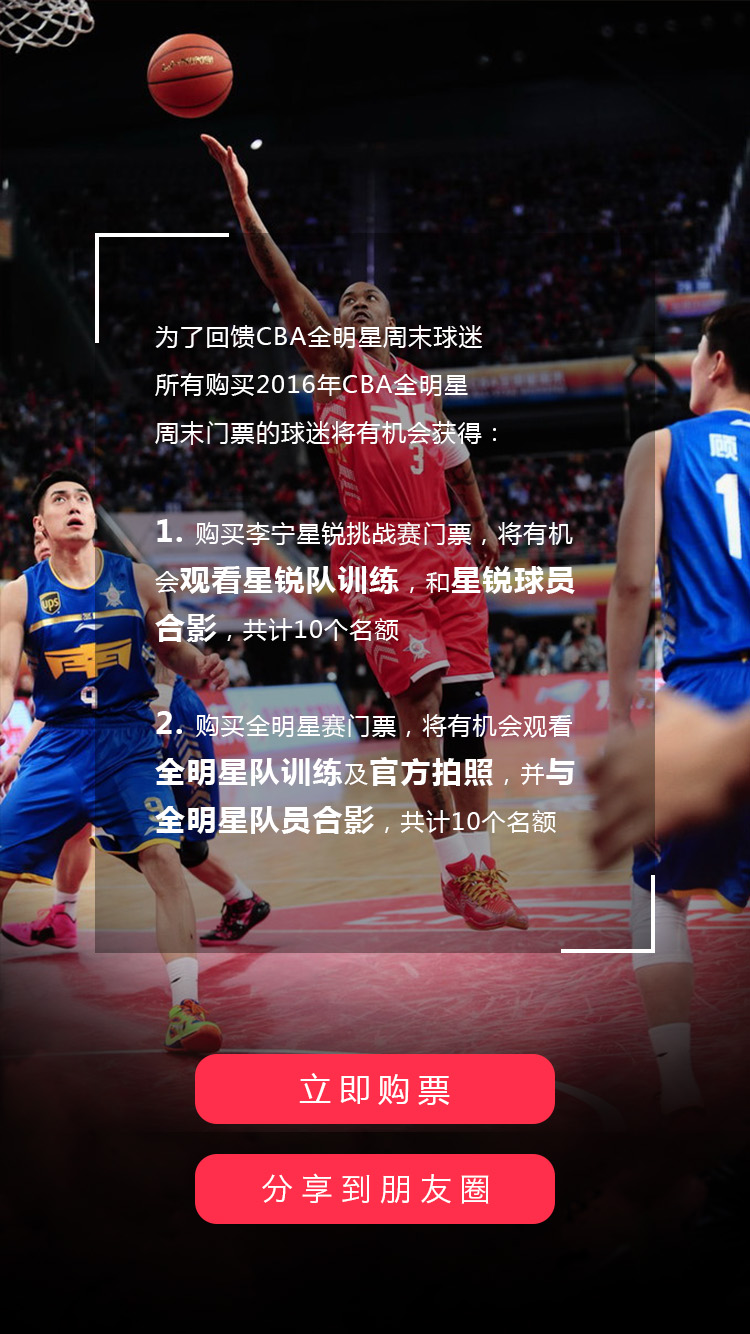 为了回馈CBA全明星周末球迷
所有购买2016年CBA全明星
周末门票的球迷将有机会获得：
1. 购买李宁星锐挑战赛门票，将有机
会观看星锐队训练，和星锐球员
合影，共计10个名额
2. 购买全明星赛门票，将有机会观看
全明星队训练及官方拍照，并与
全明星队员合影，共计10个名额
3
顾
1
ups
9
9
立即购票
分享到朋友圈